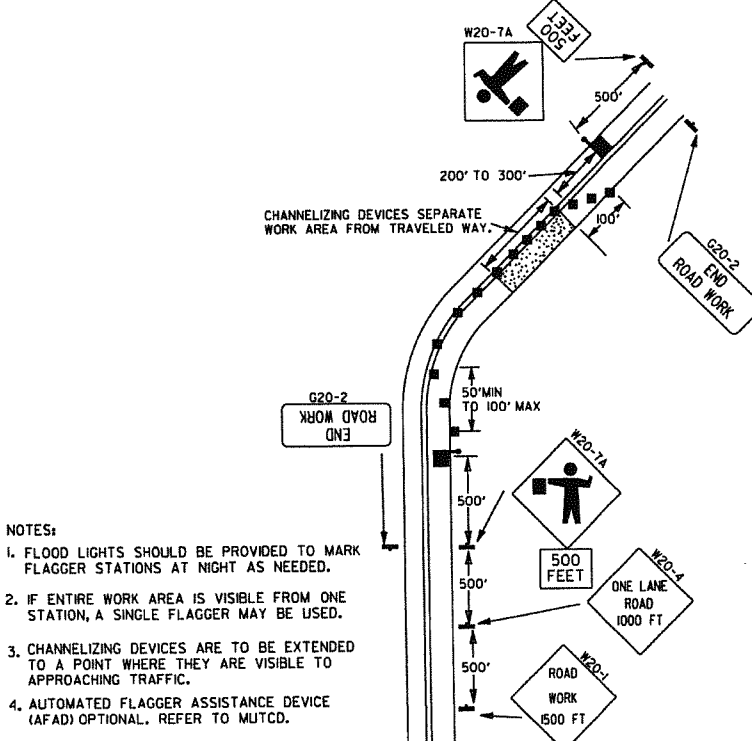 W20-7A
500
FEET
500'
200' TO 300'
CHANNELIZING DEVICES SEPARATE
WORK AREA FROM TRAVELED WAY.
100'
G20-2
END
ROAD WORK
50'MIN
TO 100' MAX
G20-2
END
ROAD WORK
W20-7A
500'
500
FEET
W20-4
500'
ONE LANE
ROAD
1000 FT
W20-1
500'
ROAD
WORK
1500 FT
NOTES:
1. FLOOD LIGHTS SHOULD BE PROVIDED TO MARK
FLAGGER STATIONS AT NIGHT AS NEEDED.
2. IF ENTIRE WORK AREA IS VISIBLE FROM ONE
STATION, A SINGLE FLAGGER MAY BE USED.
3. CHANNELIZING DEVICES ARE TO BE EXTENDED
TO A POINT WHERE THEY ARE VISIBLE TO
APPROACHING TRAFFIC.
4. AUTOMATED FLAGGER ASSISTANCE DEVICE
(AFAD) OPTIONAL. REFER TO MUTCD.